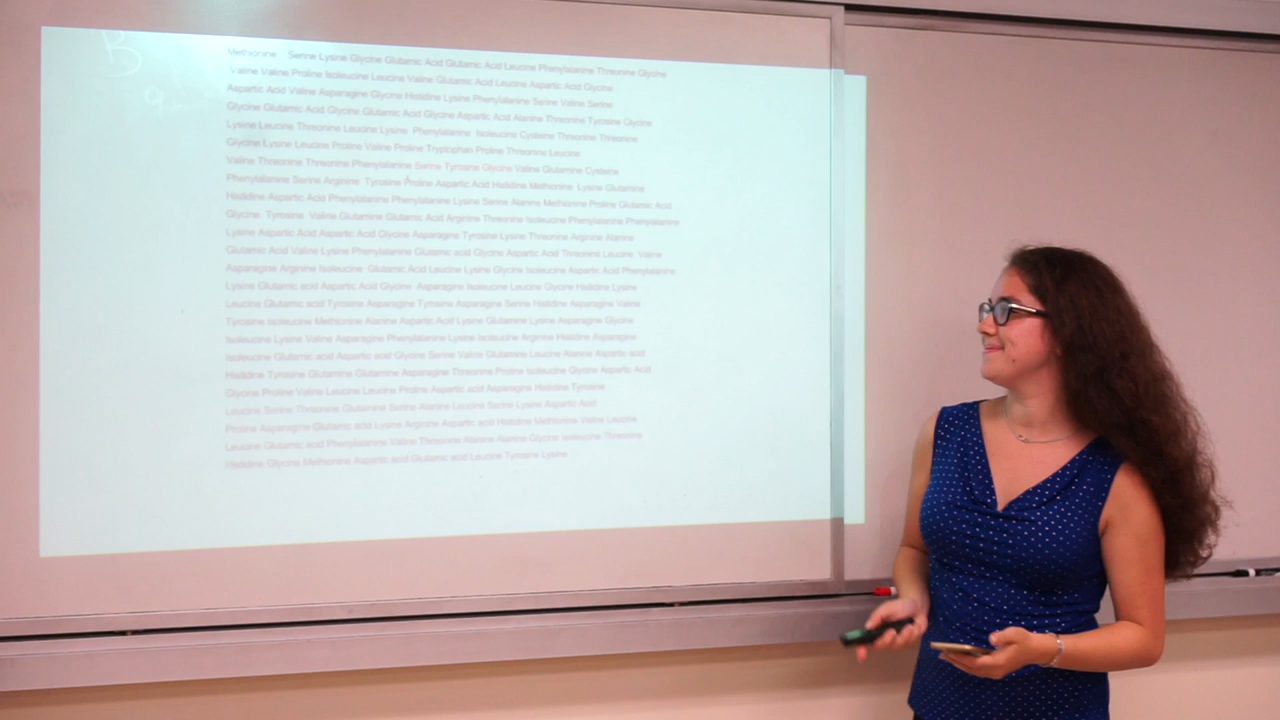 B
9
Methionine Serine Lysine Glycine Glutamic Acid Glutamic Acid Leucine Phenylalanine Threonine Glycine
Valine Valine Proline Isoleucine Leucine Valine Glutamic Acid Leucine Aspartic Acid Glycine
Aspartic Acid Valine Asparagine Glycine Histidine Lysine Phenylalanine Serine Valine Serine
Glycine Glutamic Acid Glycine Glutamic Acid Glycine Aspartic Acid Alanine Threonine Tyrosine Glycine
Lysine Leucine Threonine Leucine Lysine Phenylalanine Isoleucine Cysteine Threonine Threonine
Glycine Lysine Leucine Proline Valine Proline Tryptophan Proline Threonine Leucine
Valine Threonine Threonine Phenylalanine Serine Tyrosine Glycine Valine Glutamine Cysteine
Phenylalanine Serine Arginine Tyrosine Proline Aspartic Acid Histidine Methionine Lysine Glutamine
Histidine Aspartic Acid Phenylalanine Phenylalanine Lysine Serine Alanine Methionine Proline Glutamic Acid
Glycine Tyrosine Valine Glutamine Glutamic Acid Arginine Threonine Isoleucine Phenylalanine Phenylalanine
Lysine Aspartic Acid Aspartic Acid Glycine Asparagine Tyrosine Lysine Threonine Arginine Alanine
Glutamic Acid Valine Lysine Phenylalanine Glutamic acid Glycine Aspartic Acid Threonine Leucine Valine
Asparagine Arginine Isoleucine Glutamic Acid Leucine Lysine Glycine Isoleucine Aspartic Acid Phenylalanine
Lysine Glutamic acid Aspartic Acid Glycine Asparagine Isoleucine Leucine Glycine Histidine Lysine
Leucine Glutamic acid Tyrosine Asparagine Tyrosine Asparagine Serine Histidine Asparagine Valine
Tyrosine Isoleucine Methionine Alanine Aspartic Acid Lysine Glutamine Lysine Asparagine Glycine
Isoleucine Lysine Valine Asparagine Phenylalanine Lysine Isoleucine Arginine Histidine Asparagine
Isoleucine Glutamic acid Aspartic acid Glycine Serine Valine Glutamine Leucine Alanine Aspartic acid
Histidine Tyrosine Glutamine Glutamine Asparagine Threonine Proline Isoleucine Glycine Aspartic Acid
Glycine Proline Valine Leucine Leucine Proline Aspartic acid Asparagine Histidine Tyrosine
Leucine Serine Threonine Glutamine Serine Alanine Leucine Serine Lysine Aspartic Acid
Proline Asparagine Glutamic acid Lysine Arginine Aspartic acid Histidine Methionine Valine Leucine
Leucine Glutamic acid Phenylalanine Valine Threonine Alanine Alanine Glycine Isoleucine Threonine
Histidine Glycine Methionine Aspartic acid Glutamic acid Leucine Tyrosine Lysine